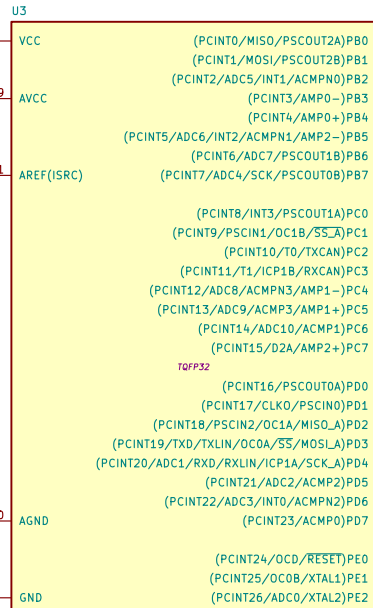 U3
VCC (PCINT0/MISO/PSCOUT2A)PB0
(PCINT1/MOSI/PSCOUT2B)PB1
(PCINT2/ADC5/INT1/ACMPN0)PB2
9 AVCC (PCINT3/AMP0-)PB3
(PCINT4/AMP0+)PB4
(PCINT5/ADC6/INT2/ACMPN1/AMP2-)PB5
(PCINT6/ADC7/PSCOUT1B)PB6
1 AREF(ISRC) (PCINT7/ADC4/SCK/PSCOUT0B)PB7
(PCINT8/INT3/PSCOUT1A)PC0
(PCINT9/PSCIN1/OC1B/SS_A)PC1
(PCINT10/T0/TXCAN)PC2
(PCINT11/T1/ICP1B/RXCAN)PC3
(PCINT12/ADC8/ACMPN3/AMP1-)PC4
(PCINT13/ADC9/ACMP3/AMP1+)PC5
(PCINT14/ADC10/ACMP1)PC6
(PCINT15/D2A/AMP2+)PC7
TQFP32
(PCINT16/PSCOUT0A)PD0
(PCINT17/CLKO/PSCIN0)PD1
(PCINT18/PSCIN2/OC1A/MISO_A)PD2
(PCINT19/TXD/TXLIN/OC0A/SS/MOSI_A)PD3
(PCINT20/ADC1/RXD/RXLIN/ICP1A/SCK_A)PD4
(PCINT21/ADC2/ACMP2)PD5
(PCINT22/ADC3/INT0/ACMPN2)PD6
AGND (PCINT23/ACMP0)PD7
(PCINT24/OCD/RESET)PE0
(PCINT25/OC0B/XTAL1)PE1
GND (PCINT26/ADC0/XTAL2)PE2